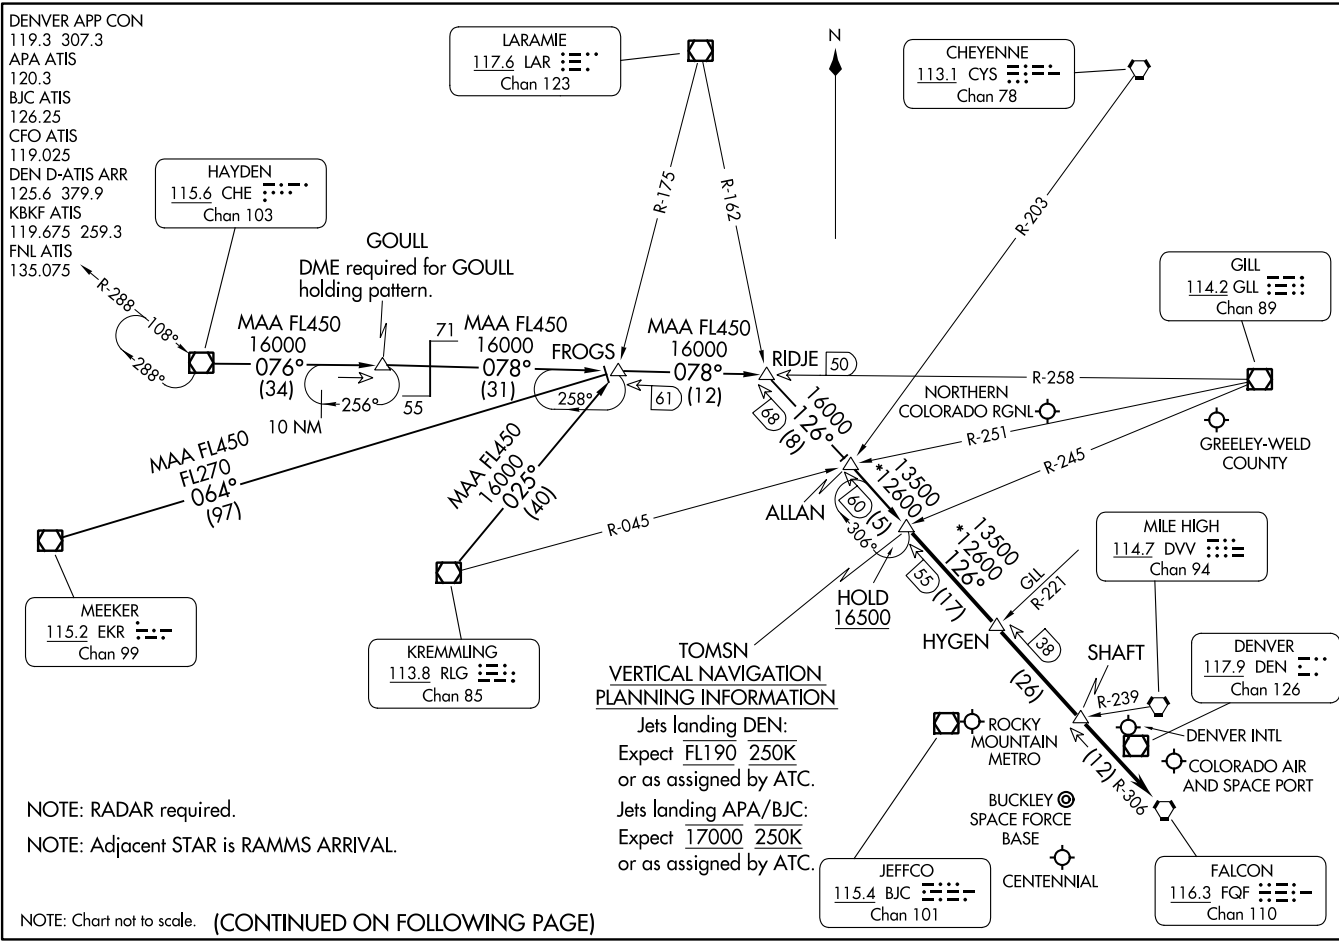 DENVER APP CON
119.3 307.3
APA ATIS
120.3
BJC ATIS
126.25
CFO ATIS
119.025
DEN D-ATIS ARR
125.6 379.9
KBKF ATIS
119.675 259.3
FNL ATIS
135.075
LARAMIE
117.6 LAR
Chan 123
N
CHEYENNE
113.1 CYS
Chan 78
HAYDEN
115.6 CHE
Chan 103
R-175
R-162
R-203
GILL
114.2 GLL
Chan 89
GOULL
DME required for GOULL
holding pattern.
R-288
108°
288°
MAA FL450
16000
076°
(34)
256°
10 NM
71
55
MAA FL450
16000
078°
(31)
FROGS
258°
61
MAA FL450
16000
078°
(12)
RIDJE
50
R-258
68
16000
126°
(8)
NORTHERN
COLORADO RGNL
R-251
R-245
GREELEY-WELD
COUNTY
MAA FL450
FL270
064°
(97)
MAA FL450
16000
025°
(40)
R-045
ALLAN
60
13500
*12600
(5)
306°
HOLD
16500
55
13500
*12600
126°
(17)
GLL
R-221
HYGEN
38
(26)
MILE HIGH
114.7 DVV
Chan 94
SHAFT
R-239
DENVER
117.9 DEN
Chan 126
MEEKER
115.2 EKR
Chan 99
KREMMLING
113.8 RLG
Chan 85
TOMSN
VERTICAL NAVIGATION
PLANNING INFORMATION
Jets landing DEN:
Expect FL190 250K
or as assigned by ATC.
Jets landing APA/BJC:
Expect 17000 250K
or as assigned by ATC.
ROCKY
MOUNTAIN
METRO
DENVER INTL
COLORADO AIR
AND SPACE PORT
(12)
R-306
BUCKLEY
SPACE FORCE
BASE
CENTENNIAL
JEFFCO
115.4 BJC
Chan 101
FALCON
116.3 FQF
Chan 110
NOTE: RADAR required.
NOTE: Adjacent STAR is RAMMS ARRIVAL.
NOTE: Chart not to scale. (CONTINUED ON FOLLOWING PAGE)